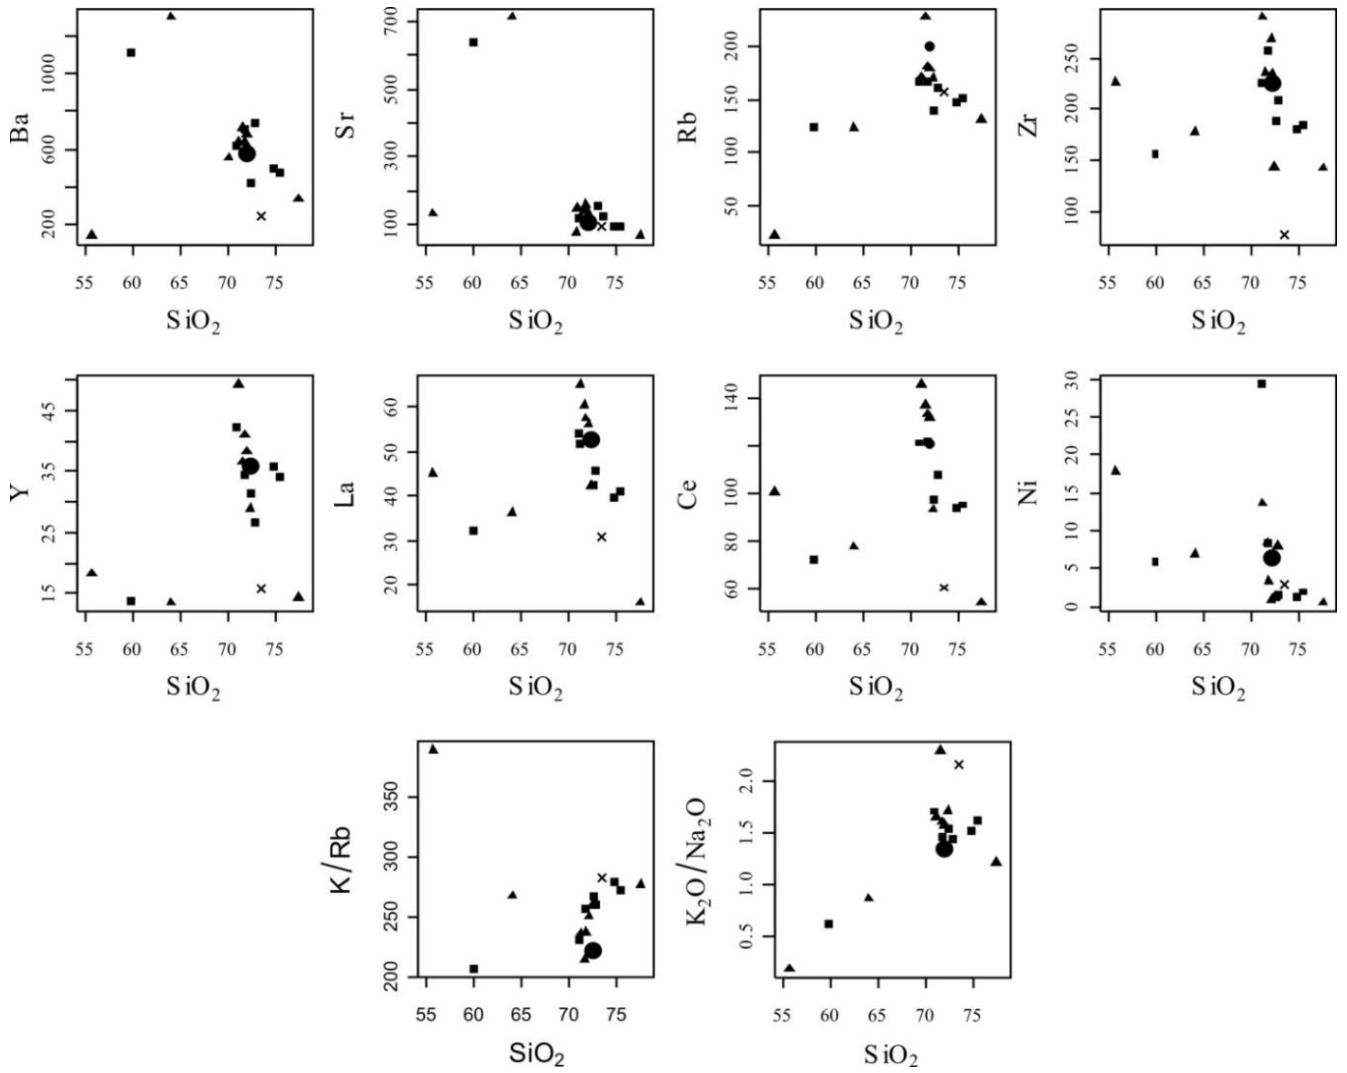 Ba
200 600 1000
55 60 65 70 75
SiO2
Sr
100 300 500 700
55 60 65 70 75
SiO2
Rb
50 100 150 200
55 60 65 70 75
SiO2
Zr
100 150 200 250
55 60 65 70 75
SiO2
Y
15 25 35 45
55 60 65 70 75
SiO2
La
20 30 40 50 60
55 60 65 70 75
SiO2
Ce
60 80 100 140
55 60 65 70 75
SiO2
Ni
0 5 10 15 20 25 30
55 60 65 70 75
SiO2
K/Rb
200 250 300 350
55 60 65 70 75
SiO2
K2O/Na2O
0.5 1.0 1.5 2.0
55 60 65 70 75
SiO2